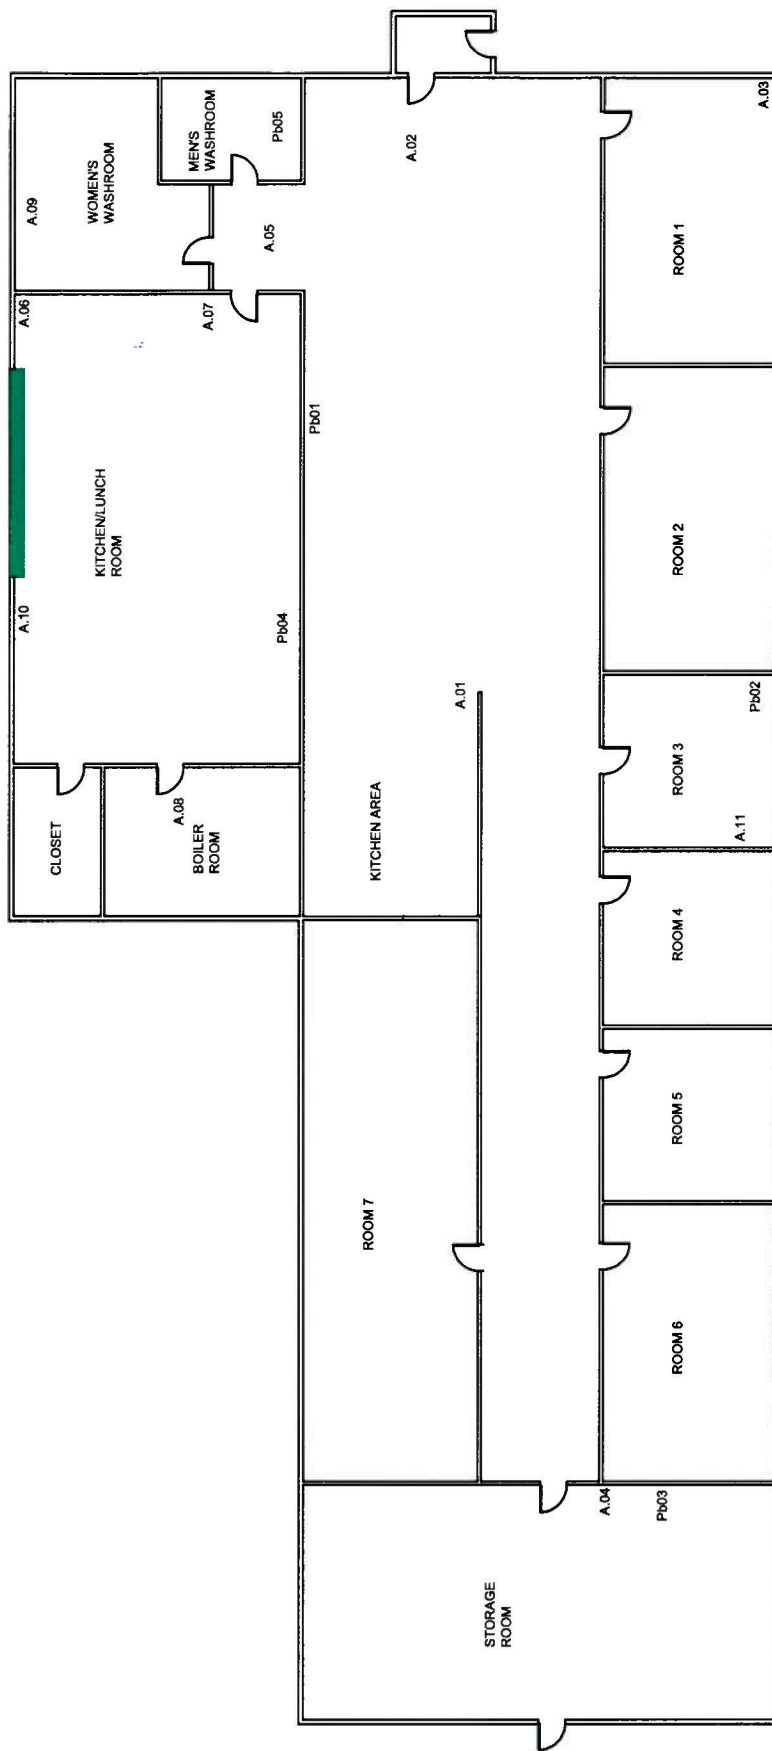 A.09
WOMEN'S
WASHROOM
MEN'S
WASHROOM
Pb05
A.05
A.02
A.03
ROOM 1
A.06
A.07
KITCHEN/LUNCH
ROOM
Pb01
A.10
Pb04
ROOM 2
A.01
CLOSET
A.08
BOILER
ROOM
KITCHEN AREA
ROOM 3
Pb02
A.11
ROOM 4
ROOM 5
ROOM 7
ROOM 6
STORAGE
ROOM
A.04
Pb03